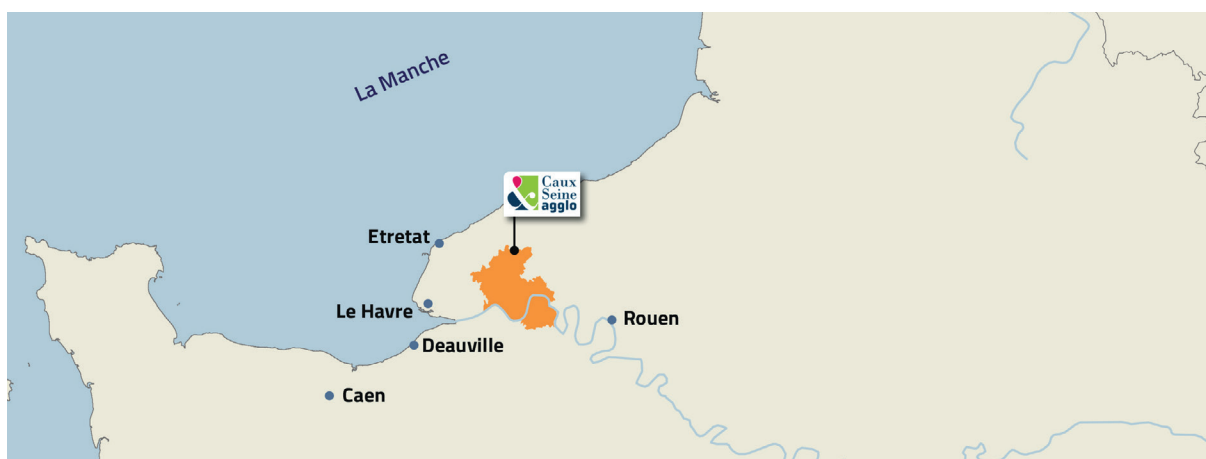 La Manche
Caux
Seine
agglo
Etretat
Le Havre
Rouen
Deauville
Caen